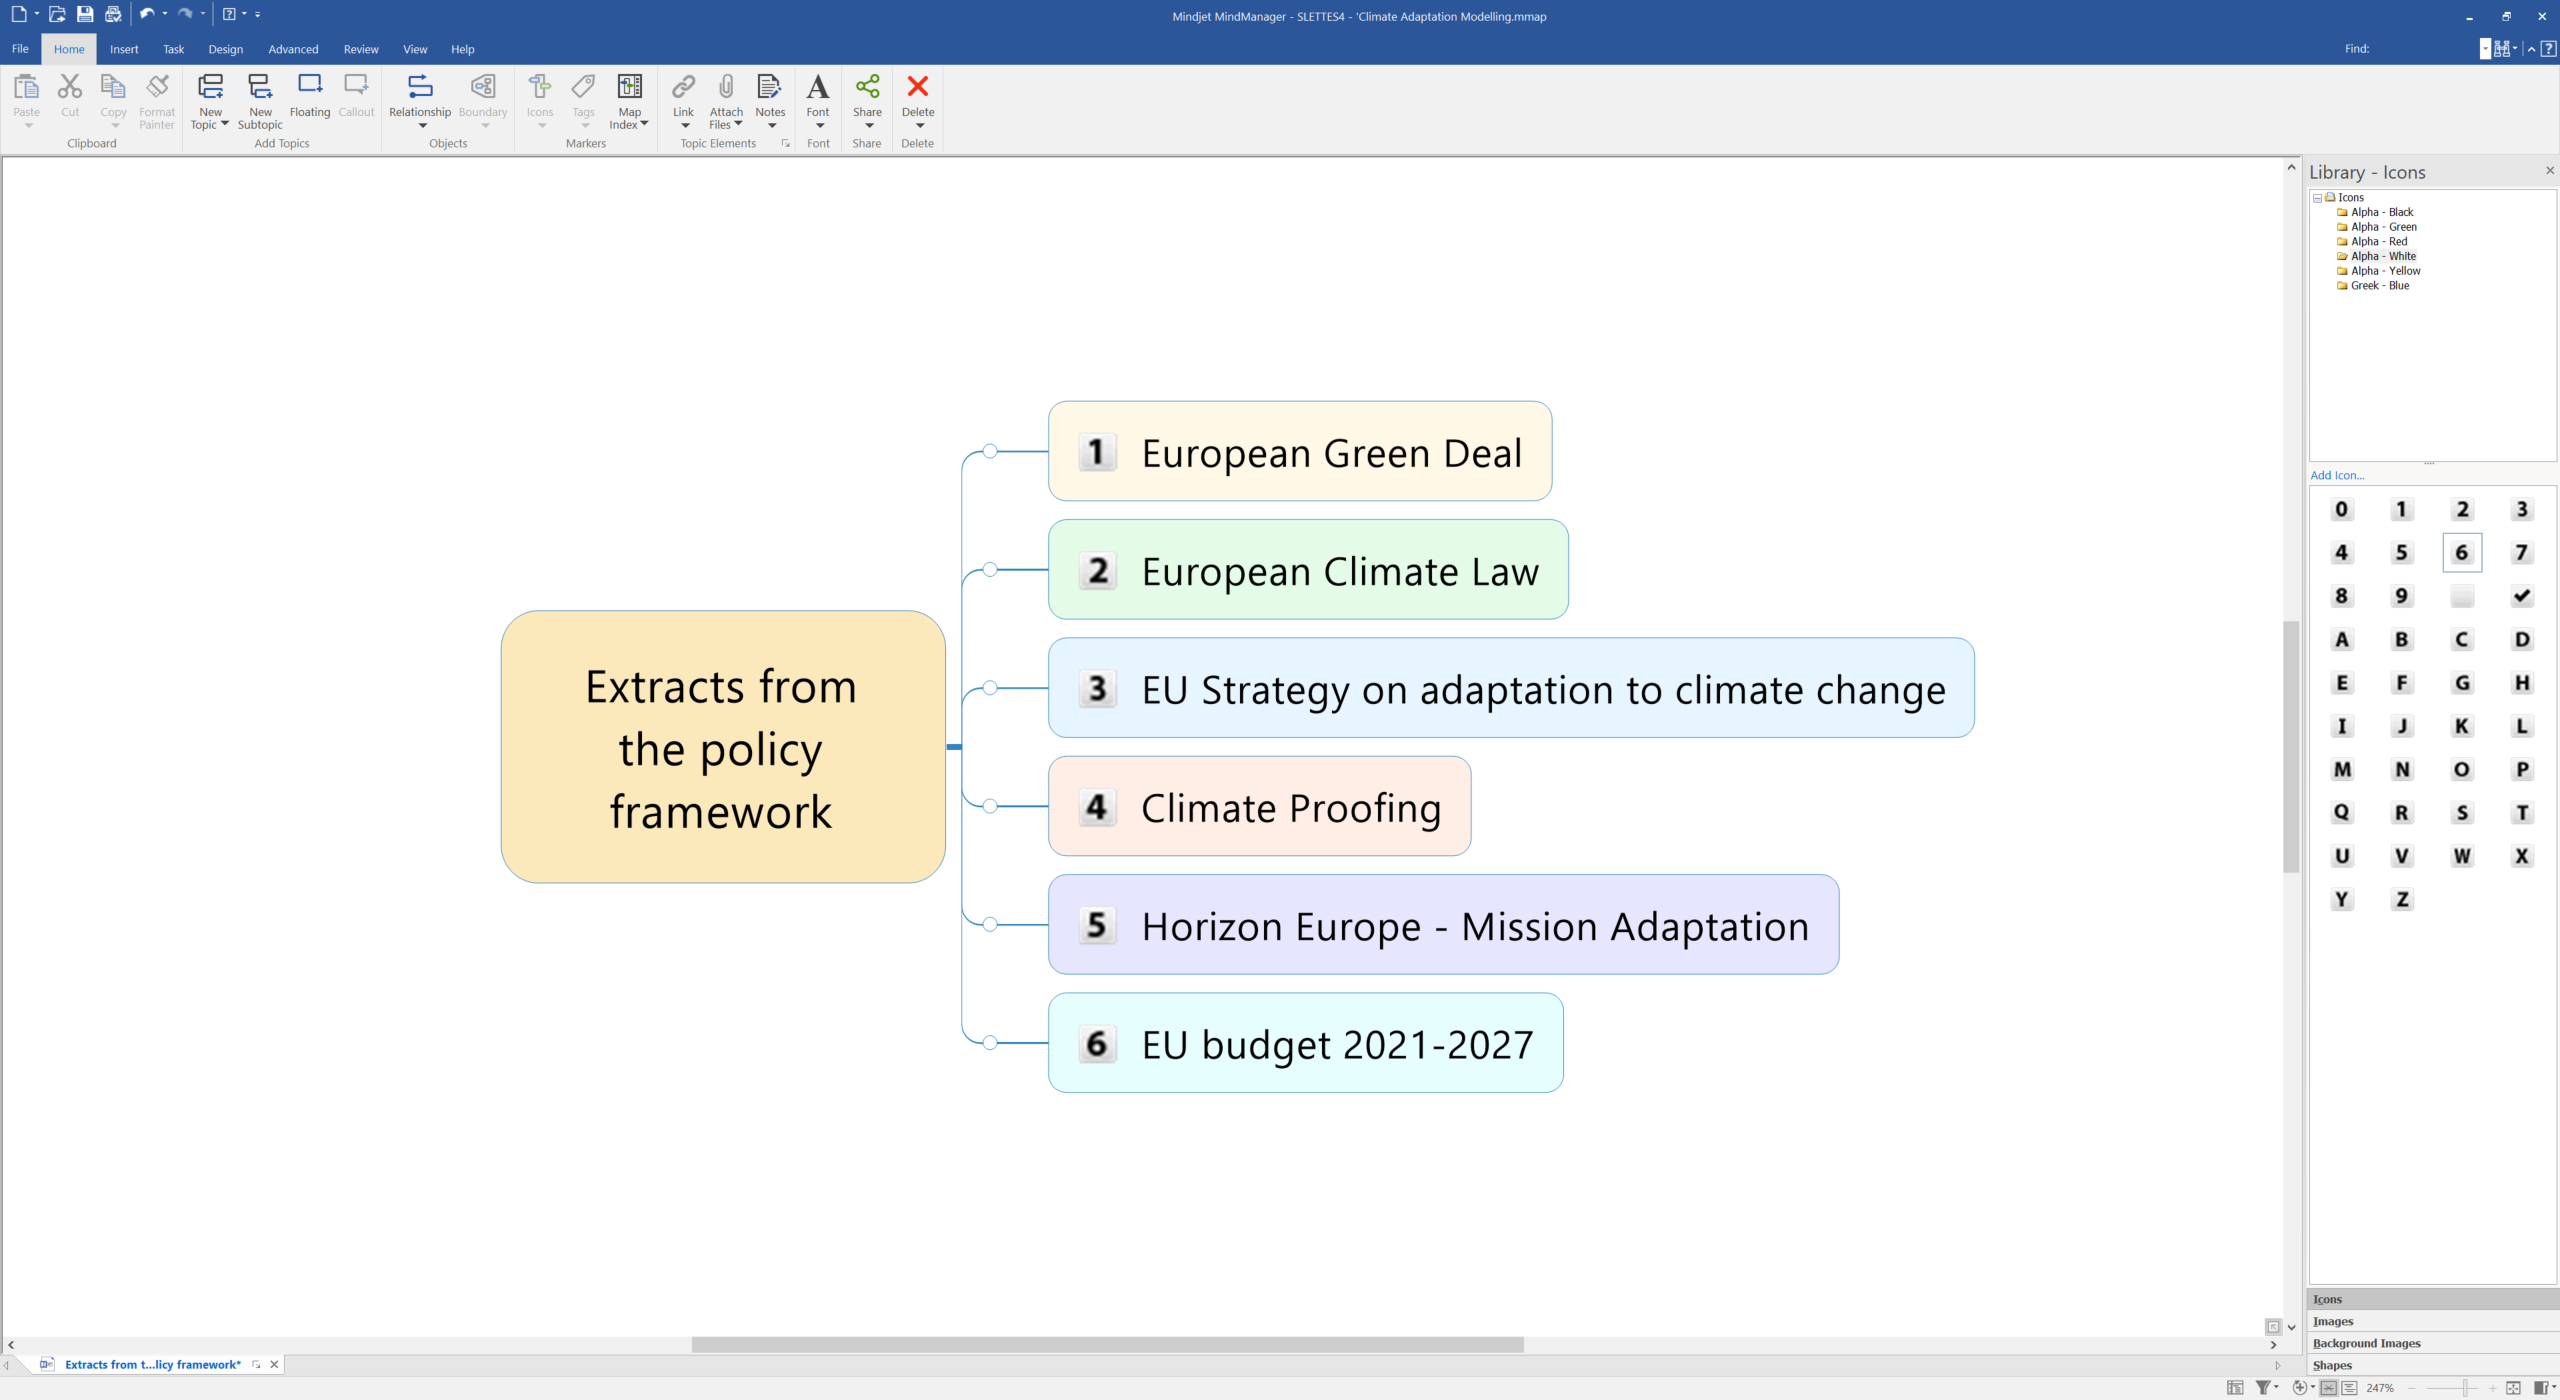 Mindjet MindManager - SLETTES4 - 'Climate Adaptation Modelling.mmap
File Home Insert Task Design Advanced Review View Help
Find:
Paste Cut Copy Format Painter
Clipboard
New Topic New Subtopic Floating Callout
Add Topics
Relationship Boundary
Objects
Icons Tags Map Index
Markers
Link Attach Files Notes
Topic Elements
Font
Font
Share
Share
Delete
Delete
Extracts from
the policy
framework
1 European Green Deal
2 European Climate Law
3 EU Strategy on adaptation to climate change
4 Climate Proofing
5 Horizon Europe - Mission Adaptation
6 EU budget 2021-2027
Library - Icons
Icons
Alpha - Black
Alpha - Green
Alpha - Red
Alpha - White
Alpha - Yellow
Greek - Blue
Add Icon...
0 1 2 3
4 5 6 7
8 9
A B C D
E F G H
I J K L
M N O P
Q R S T
U V W X
Y Z
Icons
Images
Background Images
Shapes
Extracts from t...licy framework*
247%